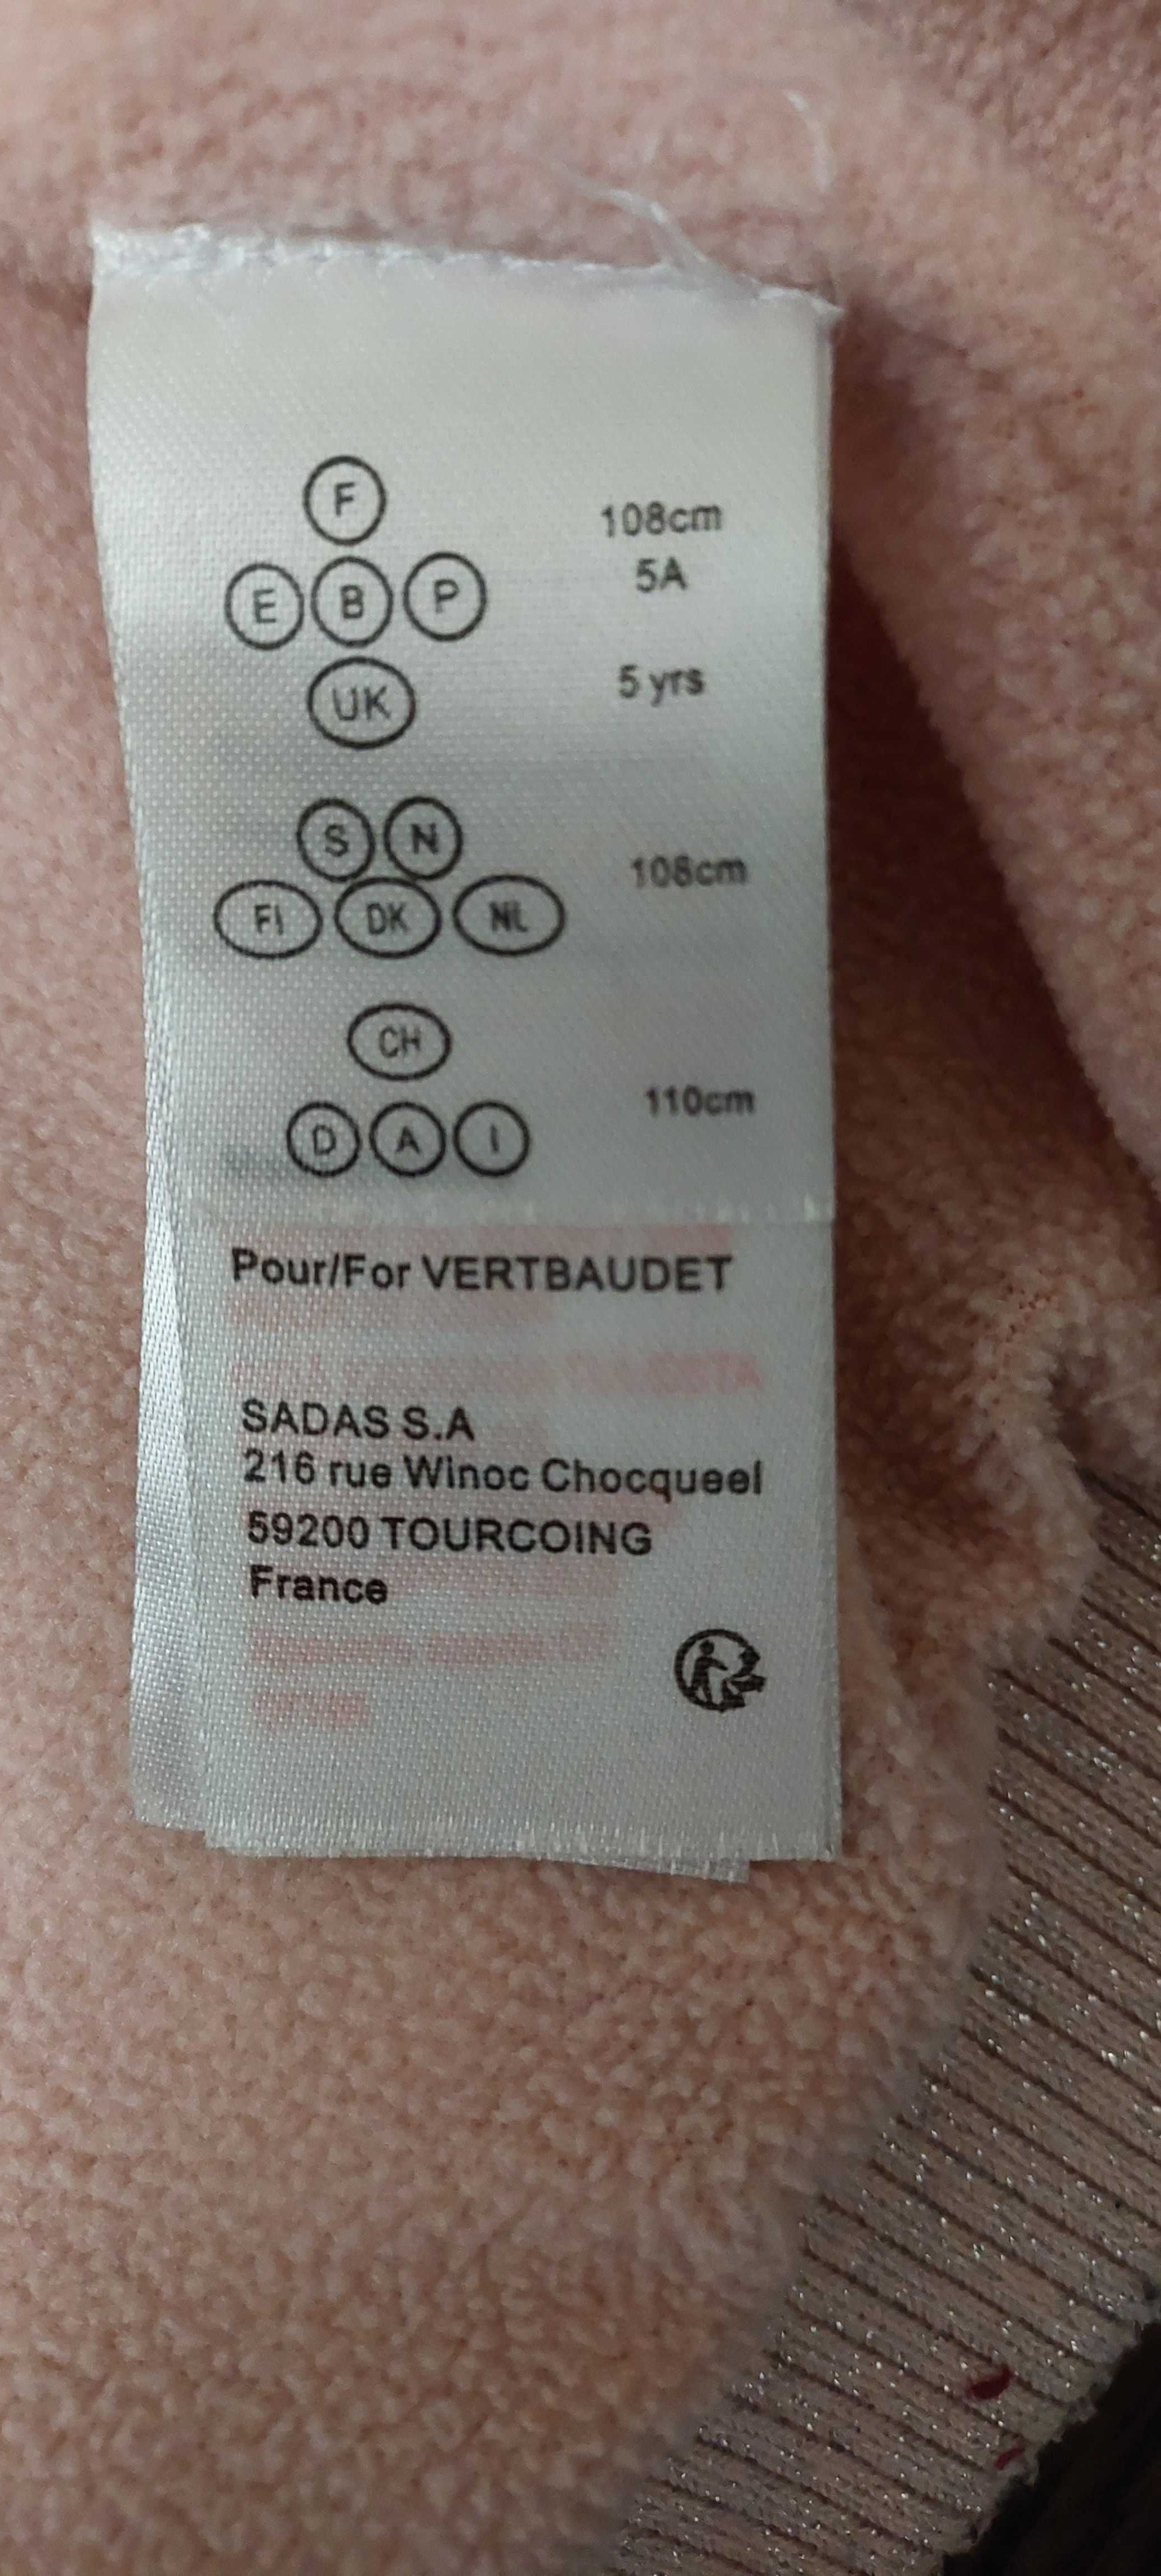 F
108cm
E B P
5A
UK
5 yrs
S N
108cm
FI DK NL
CH
110cm
D A I
Pour/For VERTBAUDET
SADAS S.A
216 rue Winoc Chocqueel
59200 TOURCOING
France